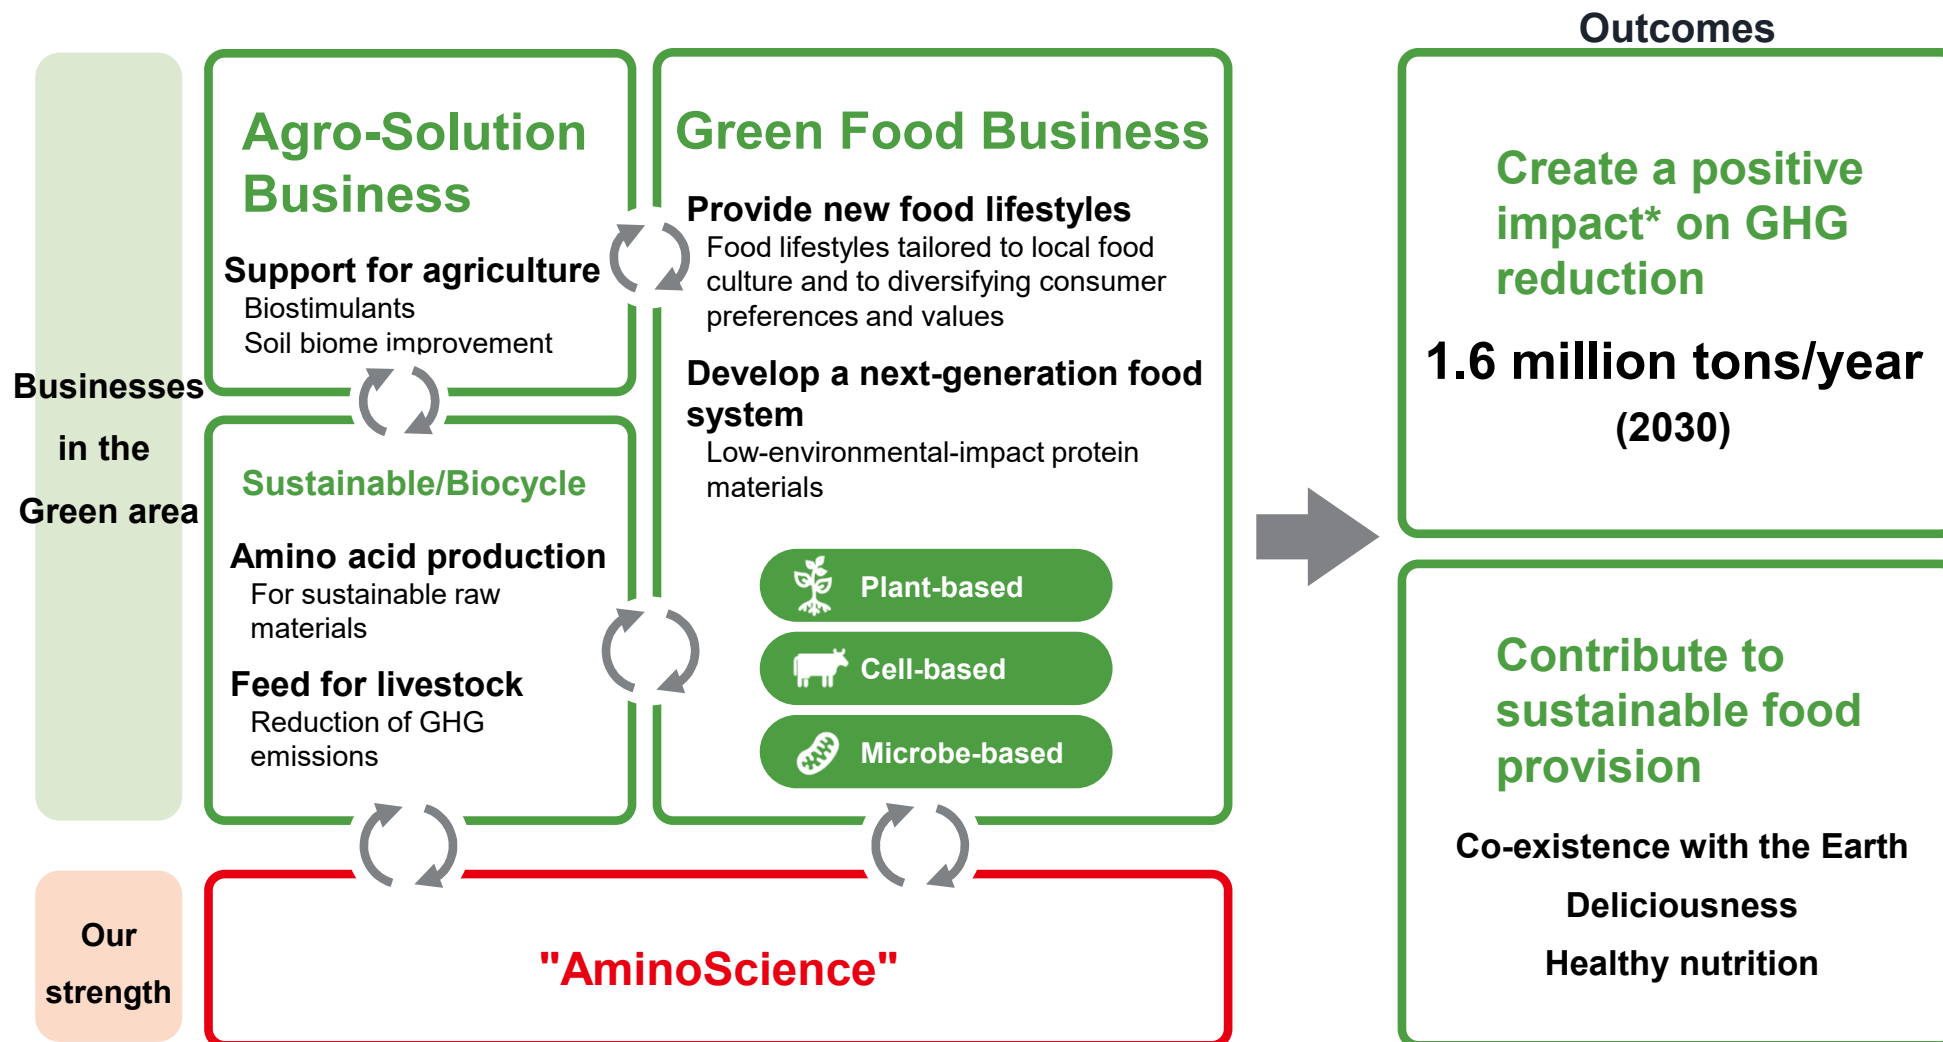 Outcomes
Businesses
in the
Green area
Agro-Solution
Business
Support for agriculture
Biostimulants
Soil biome improvement
Sustainable/Biocycle
Amino acid production
For sustainable raw
materials
Feed for livestock
Reduction of GHG
emissions
Green Food Business
Provide new food lifestyles
Food lifestyles tailored to local food
culture and to diversifying consumer
preferences and values
Develop a next-generation food
system
Low-environmental-impact protein
materials
Plant-based
Cell-based
Microbe-based
Our
strength
"AminoScience"
Create a positive
impact* on GHG
reduction
1.6 million tons/year
(2030)
Contribute to
sustainable food
provision
Co-existence with the Earth
Deliciousness
Healthy nutrition